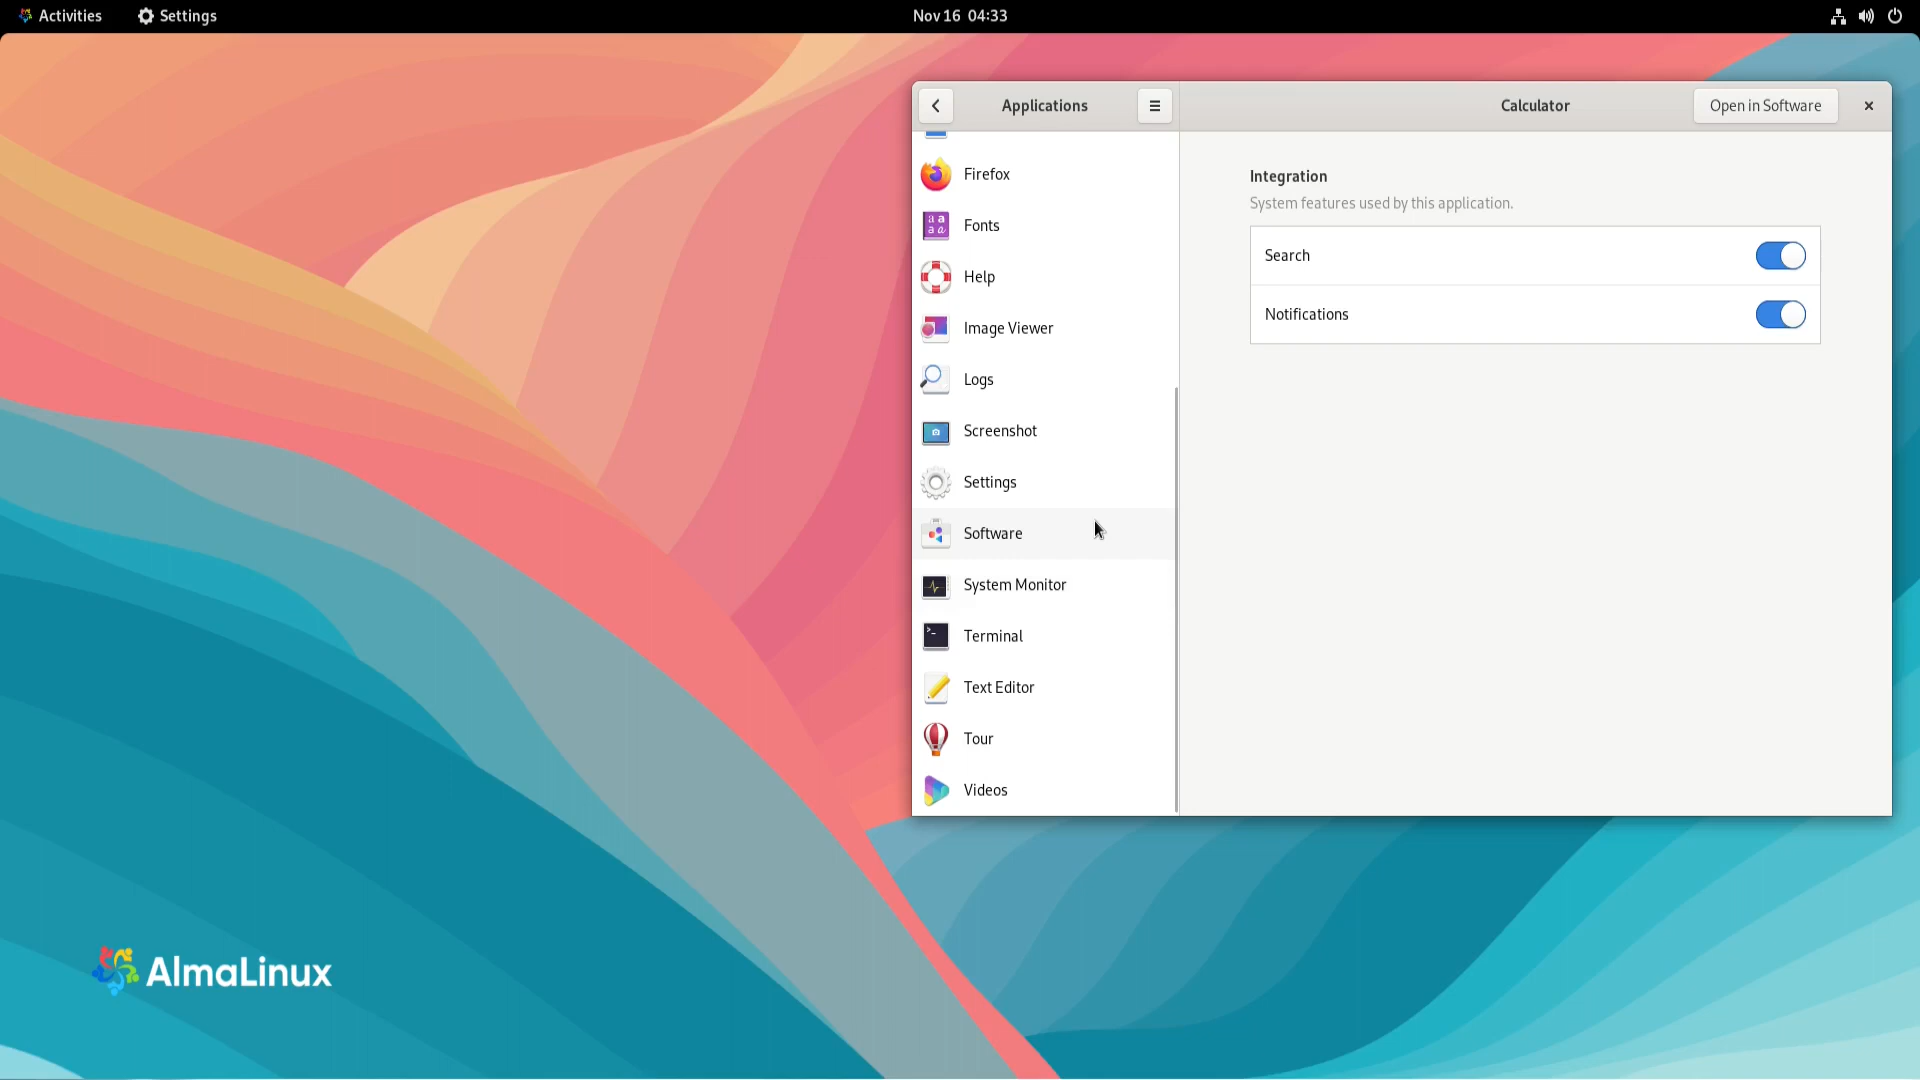 Activities
Settings
Nov 16 04:33
Applications
Calculator
Open in Software
Firefox
Fonts
Help
Image Viewer
Logs
Screenshot
Settings
Software
System Monitor
Terminal
Text Editor
Tour
Videos
Integration
System features used by this application.
Search
Notifications
AlmaLinux